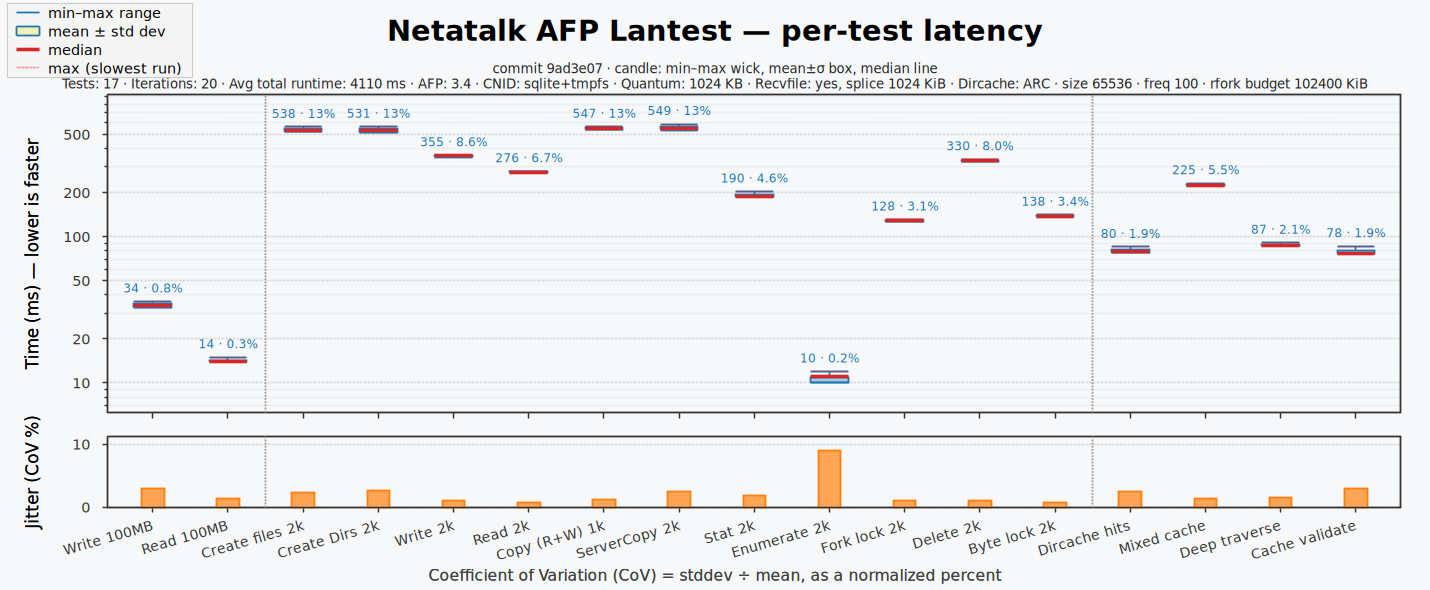 min–max range
mean ± std dev
median
max (slowest run)
Netatalk AFP Lantest — per-test latency
commit 9ad3e07 · candle: min–max wick, mean±σ box, median line
Tests: 17 · Iterations: 20 · Avg total runtime: 4110 ms · AFP: 3.4 · CNID: sqlite+tmpfs · Quantum: 1024 KB · Recvfile: yes, splice 1024 KiB · Dircache: ARC · size 65536 · freq 100 · rfork budget 102400 KiB
Time (ms) — lower is faster
500
200
100
50
20
10
34 · 0.8%
14 · 0.3%
538 · 13%
531 · 13%
355 · 8.6%
276 · 6.7%
547 · 13%
549 · 13%
190 · 4.6%
10 · 0.2%
128 · 3.1%
330 · 8.0%
138 · 3.4%
80 · 1.9%
225 · 5.5%
87 · 2.1%
78 · 1.9%
Jitter (CoV %)
10
0
Write 100MB
Read 100MB
Create files 2k
Create Dirs 2k
Write 2k
Read 2k
Copy (R+W) 1k
ServerCopy 2k
Stat 2k
Enumerate 2k
Fork lock 2k
Delete 2k
Byte lock 2k
Dircache hits
Mixed cache
Deep traverse
Cache validate
Coefficient of Variation (CoV) = stddev ÷ mean, as a normalized percent